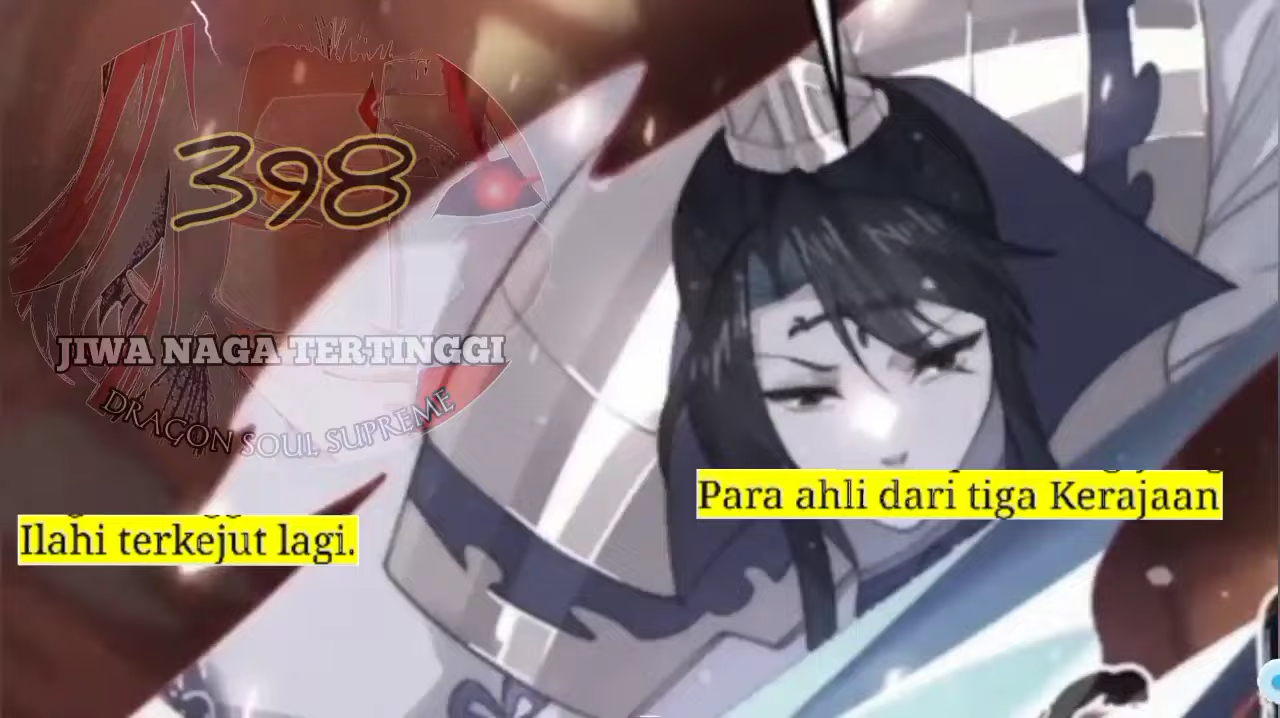 398
JIWA NAGA TERTINGGI
DRAGON SOUL SUPREME
Para ahli dari tiga Kerajaan
Ilahi terkejut lagi.